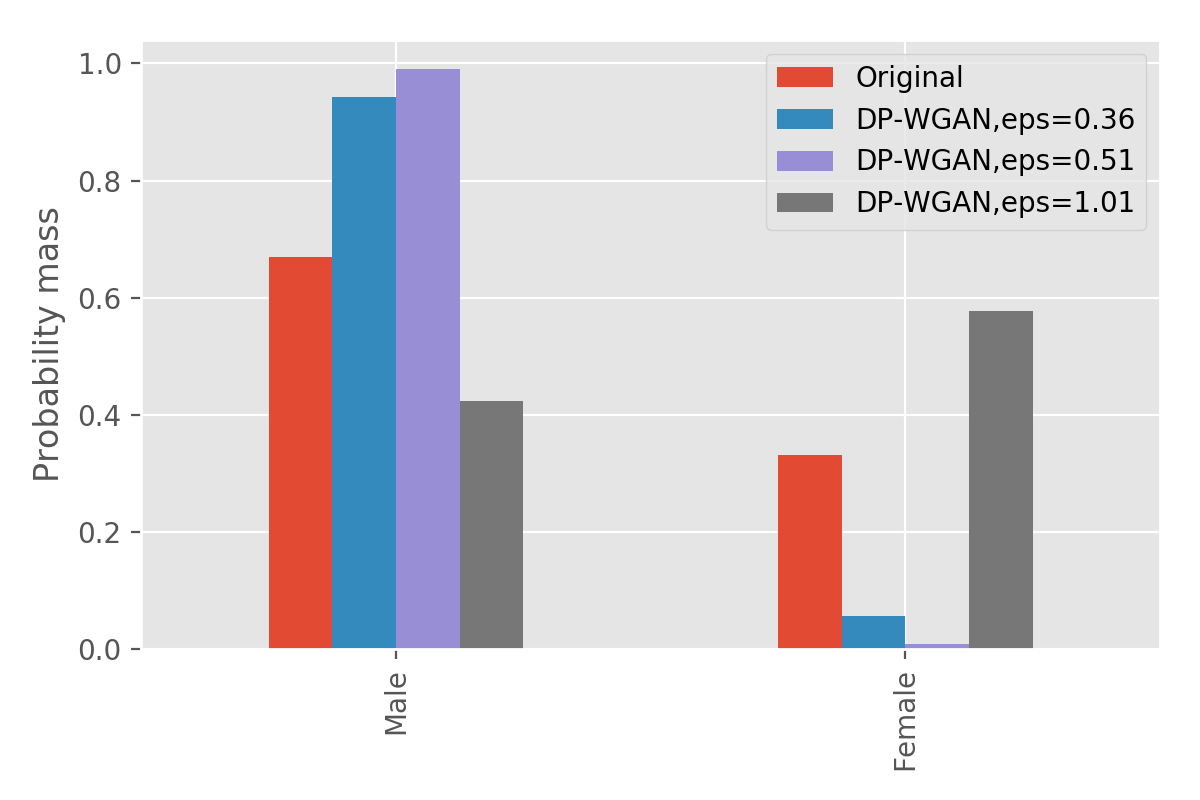 Original
DP-WGAN,eps=0.36
DP-WGAN,eps=0.51
DP-WGAN,eps=1.01
Probability mass
1.0
0.8
0.6
0.4
0.2
0.0
Male
Female